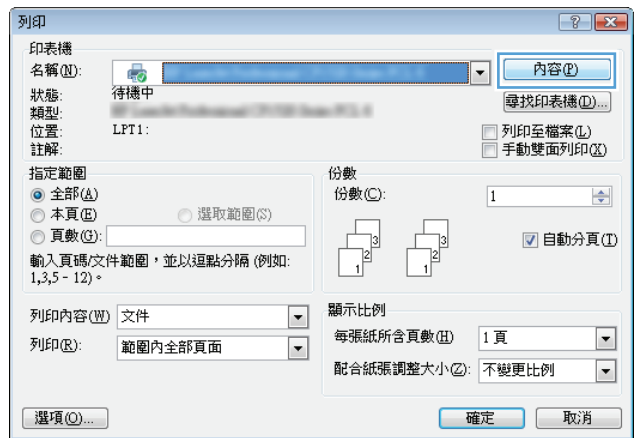 列印
印表機
名稱(N):
內容(P)
狀態:
待機中
尋找印表機(D)...
類型:
位置:
LPT1:
列印至檔案(L)
註解:
手動雙面列印(X)
指定範圍
全部(A)
本頁(E)
選取範圍(S)
頁數(G):
輸入頁碼/文件範圍，並以逗點分隔 (例如:
1,3,5 - 12)。
份數
份數(C):
1
3
2
1
3
2
1
自動分頁(T)
列印內容(W)
文件
列印(R):
範圍內全部頁面
顯示比例
每張紙所含頁數(H)
1 頁
配合紙張調整大小(Z):
不變更比例
選項(O)...
確定
取消